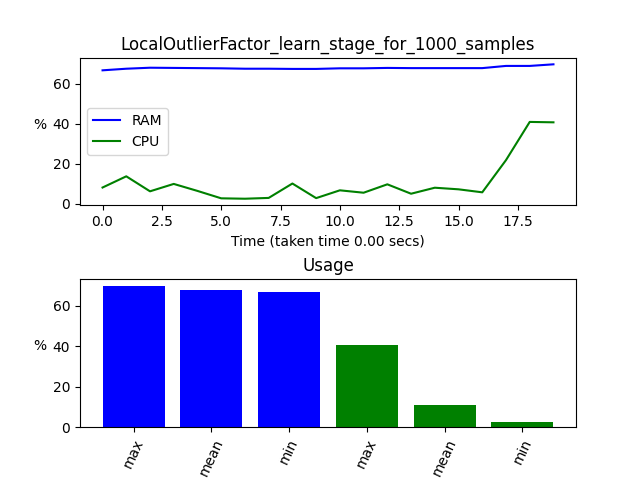 LocalOutlierFactor_learn_stage_for_1000_samples
60
40
20
0
%
RAM
CPU
0.0 2.5 5.0 7.5 10.0 12.5 15.0 17.5
Time (taken time 0.00 secs)
Usage
60
40
20
0
%
max mean min max mean min